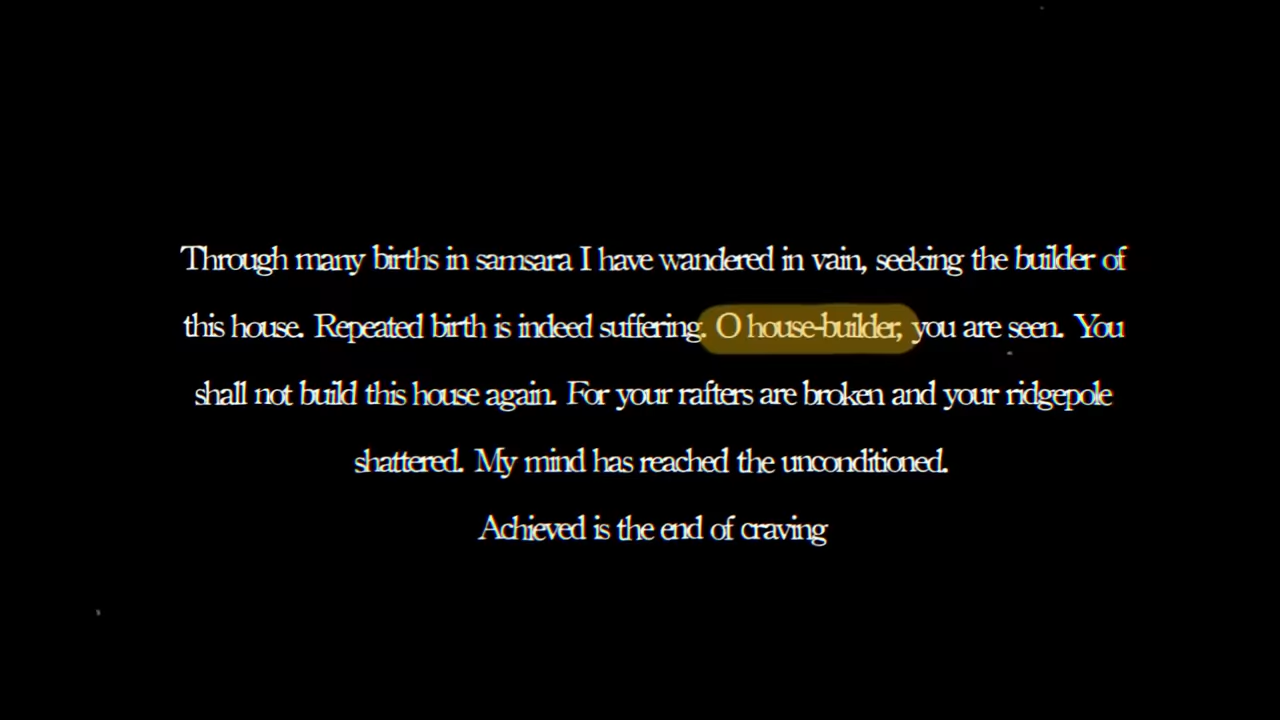 Through many births in samsara I have wandered in vain, seeking the builder of
this house. Repeated birth is indeed suffering. O house-builder, you are seen. You
shall not build this house again. For your rafters are broken and your ridgepole
shattered. My mind has reached the unconditioned.
Achieved is the end of craving